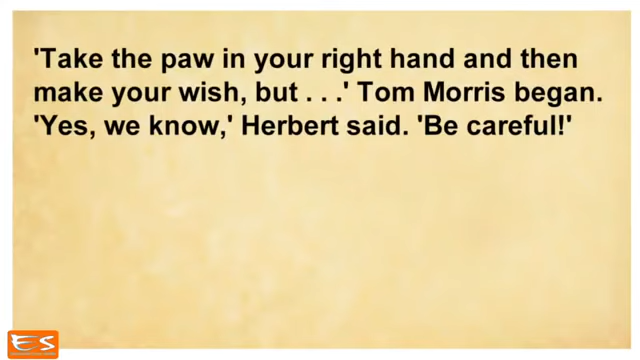 'Take the paw in your right hand and then
make your wish, but . . .' Tom Morris began.
'Yes, we know,' Herbert said. 'Be careful!'
ES